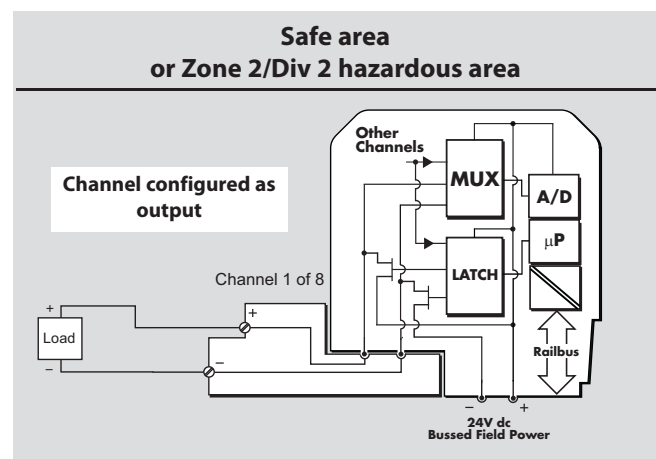 Safe area
or Zone 2/Div 2 hazardous area
Other
Channels
MUX
A/D
Channel configured as
output
µP
LATCH
Channel 1 of 8
+
+
Load
Railbus
–
–
– +
24V dc
Bussed Field Power